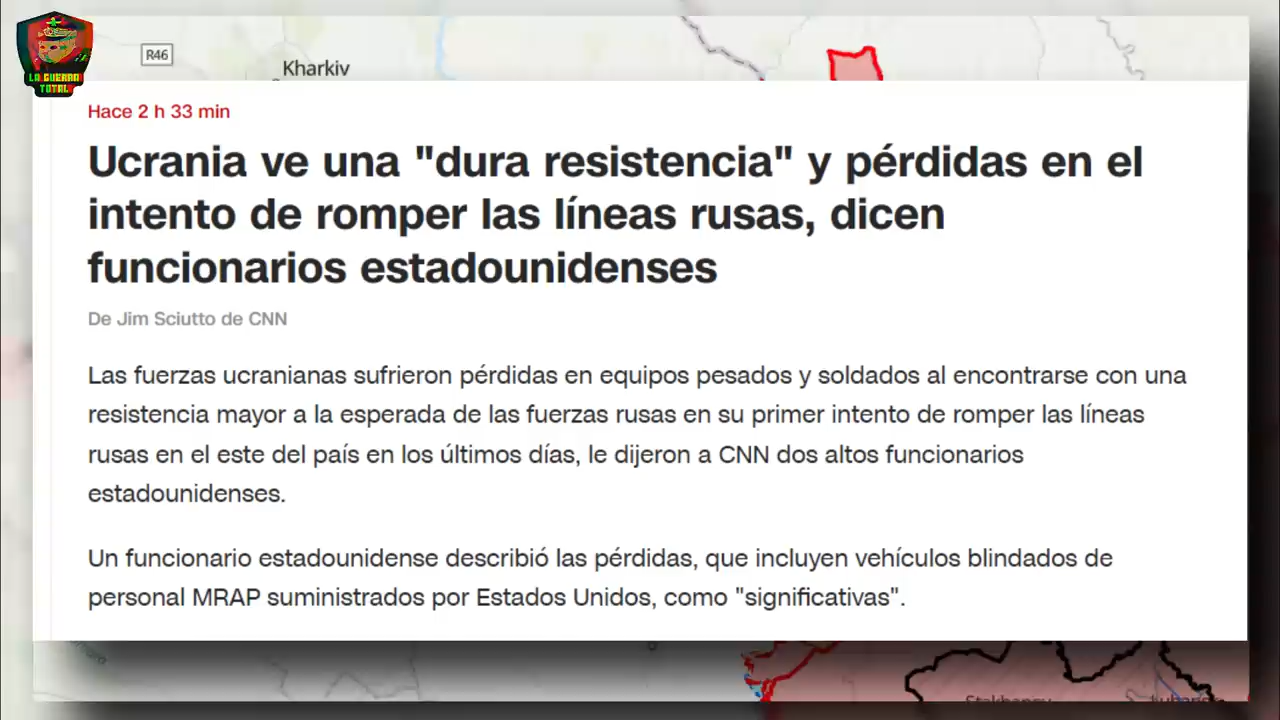 R46
Kharkiv
LA GUERRA
TOTAL
Hace 2 h 33 min
Ucrania ve una "dura resistencia" y pérdidas en el
intento de romper las líneas rusas, dicen
funcionarios estadounidenses
De Jim Sciutto de CNN
Las fuerzas ucranianas sufrieron pérdidas en equipos pesados y soldados al encontrarse con una
resistencia mayor a la esperada de las fuerzas rusas en su primer intento de romper las líneas
rusas en el este del país en los últimos días, le dijeron a CNN dos altos funcionarios
estadounidenses.
Un funcionario estadounidense describió las pérdidas, que incluyen vehículos blindados de
personal MRAP suministrados por Estados Unidos, como "significativas".